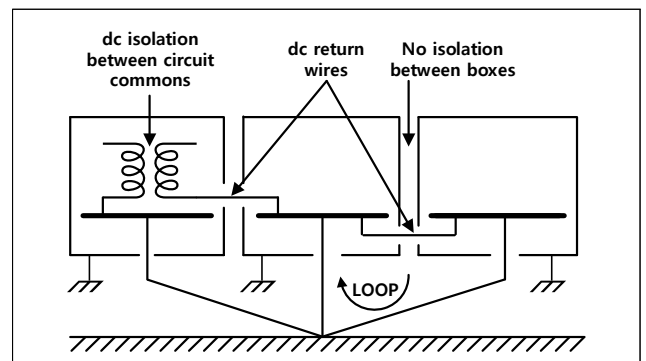 dc isolation
between circuit
commons
dc return
wires
No isolation
between boxes
LOOP